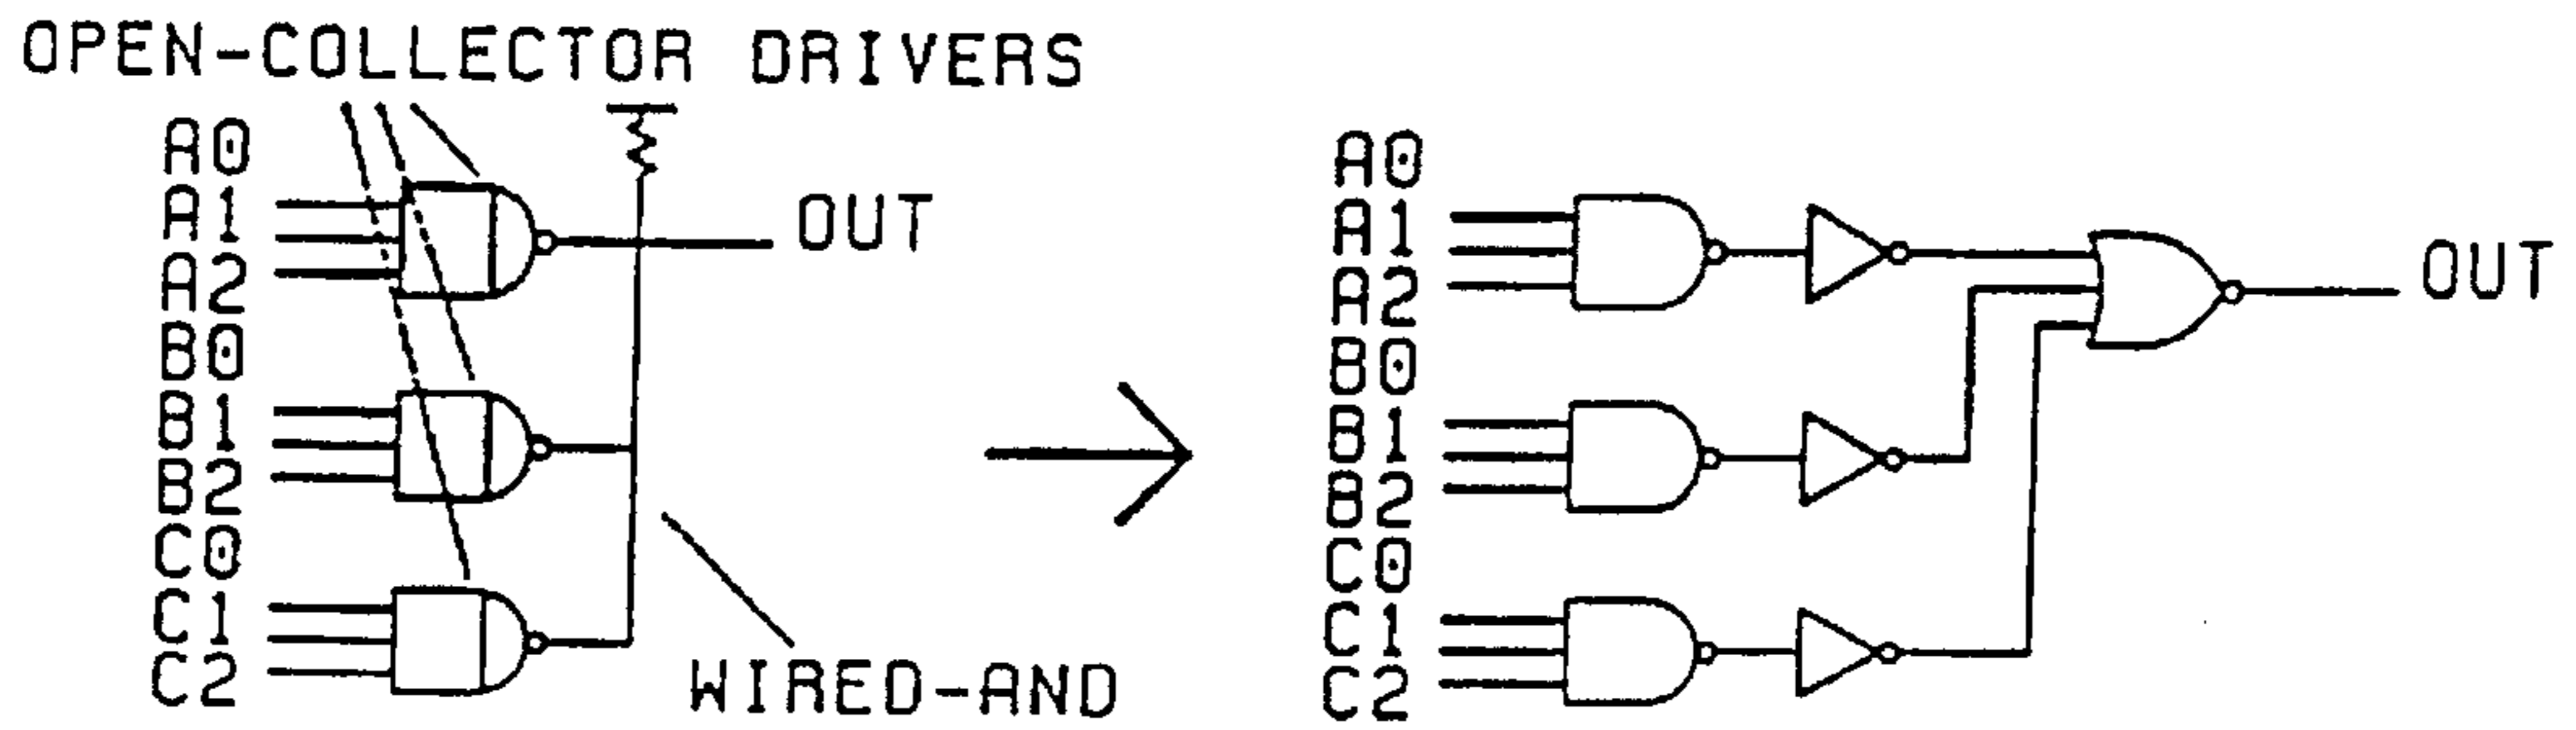 OPEN-COLLECTOR DRIVERS
A0
A1
A2
B0
B1
B2
C0
C1
C2
OUT
WIRED-AND
A0
A1
A2
B0
B1
B2
C0
C1
C2
OUT